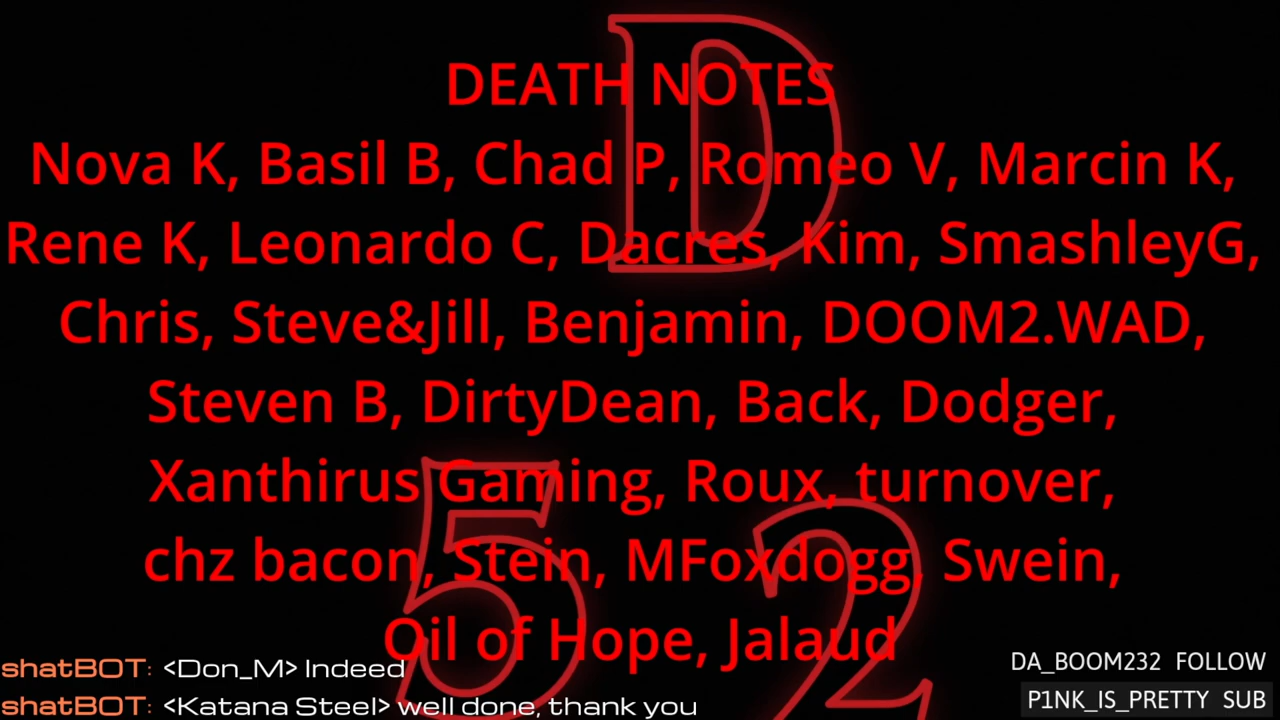 D
DEATH NOTES
Nova K, Basil B, Chad P, Romeo V, Marcin K,
Rene K, Leonardo C, Dacres, Kim, SmashleyG,
Chris, Steve&Jill, Benjamin, DOOM2.WAD,
Steven B, DirtyDean, Back, Dodger,
Xanthirus Gaming, Roux, turnover,
chz bacon, Stein, MFoxdogg, Swein,
Oil of Hope, Jalaud
5 2
shatBOT: <Don_M> Indeed
shatBOT: <Katana Steel> well done, thank you
DA_BOOM232 FOLLOW
P1NK_IS_PRETTY SUB